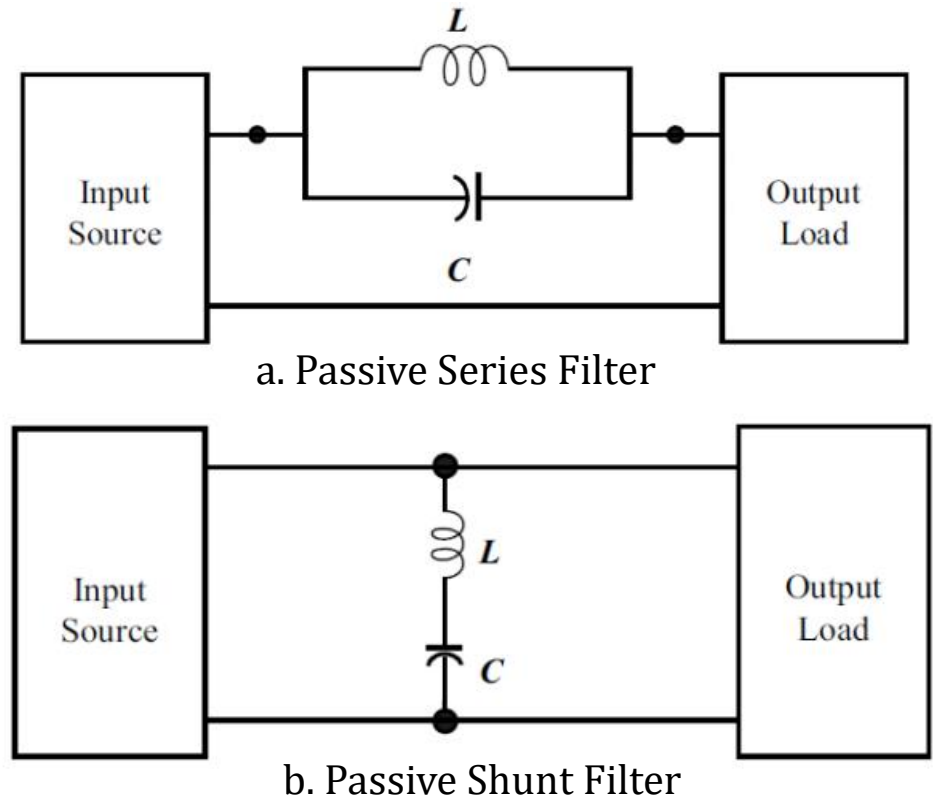 L
Input
Source
Output
Load
C
a. Passive Series Filter
L
Input
Source
Output
Load
C
b. Passive Shunt Filter